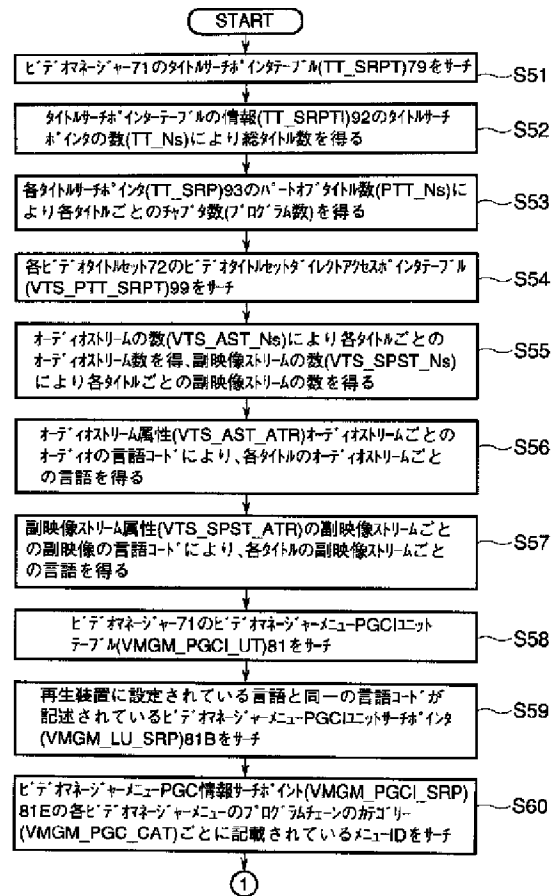 START
ビデオマネージャー71のタイトルサーチポインタテーブル(TT_SRPT)79をサーチ
S51
タイトルサーチポインターテーブルの情報(TT_SRPTI)92のタイトルサーチ
ポインタの数(TT_Ns)により総タイトル数を得る
S52
各タイトルサーチポインタ(TT_SRP)93のパートオブタイトル数(PTT_Ns)に
より各タイトルごとのチャプタ数(プログラム数)を得る
S53
各ビデオタイトルセット72のビデオタイトルセットダイレクトアクセスポインタテーブル
(VTS_PTT_SRPT)99をサーチ
S54
オーディオストリームの数(VTS_AST_Ns)により各タイトルごとの
オーディオストリーム数を得、副映像ストリームの数(VTS_SPST_Ns)
により各タイトルごとの副映像ストリームの数を得る
S55
オーディオストリーム属性(VTS_AST_ATR)オーディオストリームごとの
オーディオの言語コードにより、各タイトルのオーディオストリームごと
の言語を得る
S56
副映像ストリーム属性(VTS_SPST_ATR)の副映像ストリームごと
の副映像の言語コードにより、各タイトルの副映像ストリームごと
の言語を得る
S57
ビデオマネージャー71のビデオマネージャーメニューPGCIユニット
テーブル(VMGM_PGCI_UT)81をサーチ
S58
再生装置に設定されている言語と同一の言語コードが
記述されているビデオマネージャーメニューPGCIユニットサーチポインタ
(VMGM_LU_SRP)81Bをサーチ
S59
ビデオマネージャーメニューPGC情報サーチポイント(VMGM_PGCI_SRP)
81Eの各ビデオマネージャーメニューのプログラムチェーンのカテゴリー
(VMGM_PGC_CAT)ごとに記載されているメニューIDをサーチ
S60
1